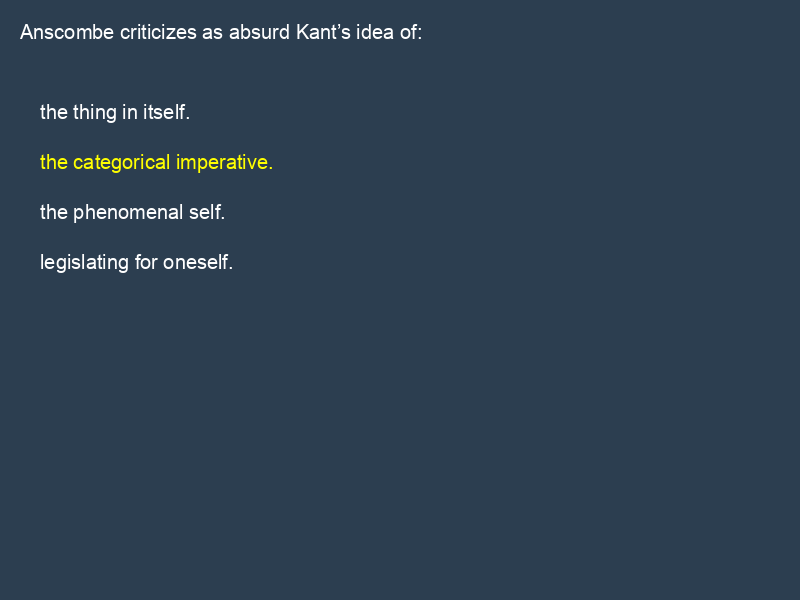 Anscombe criticizes as absurd Kant’s idea of:
the thing in itself.
the categorical imperative.
the phenomenal self.
legislating for oneself.